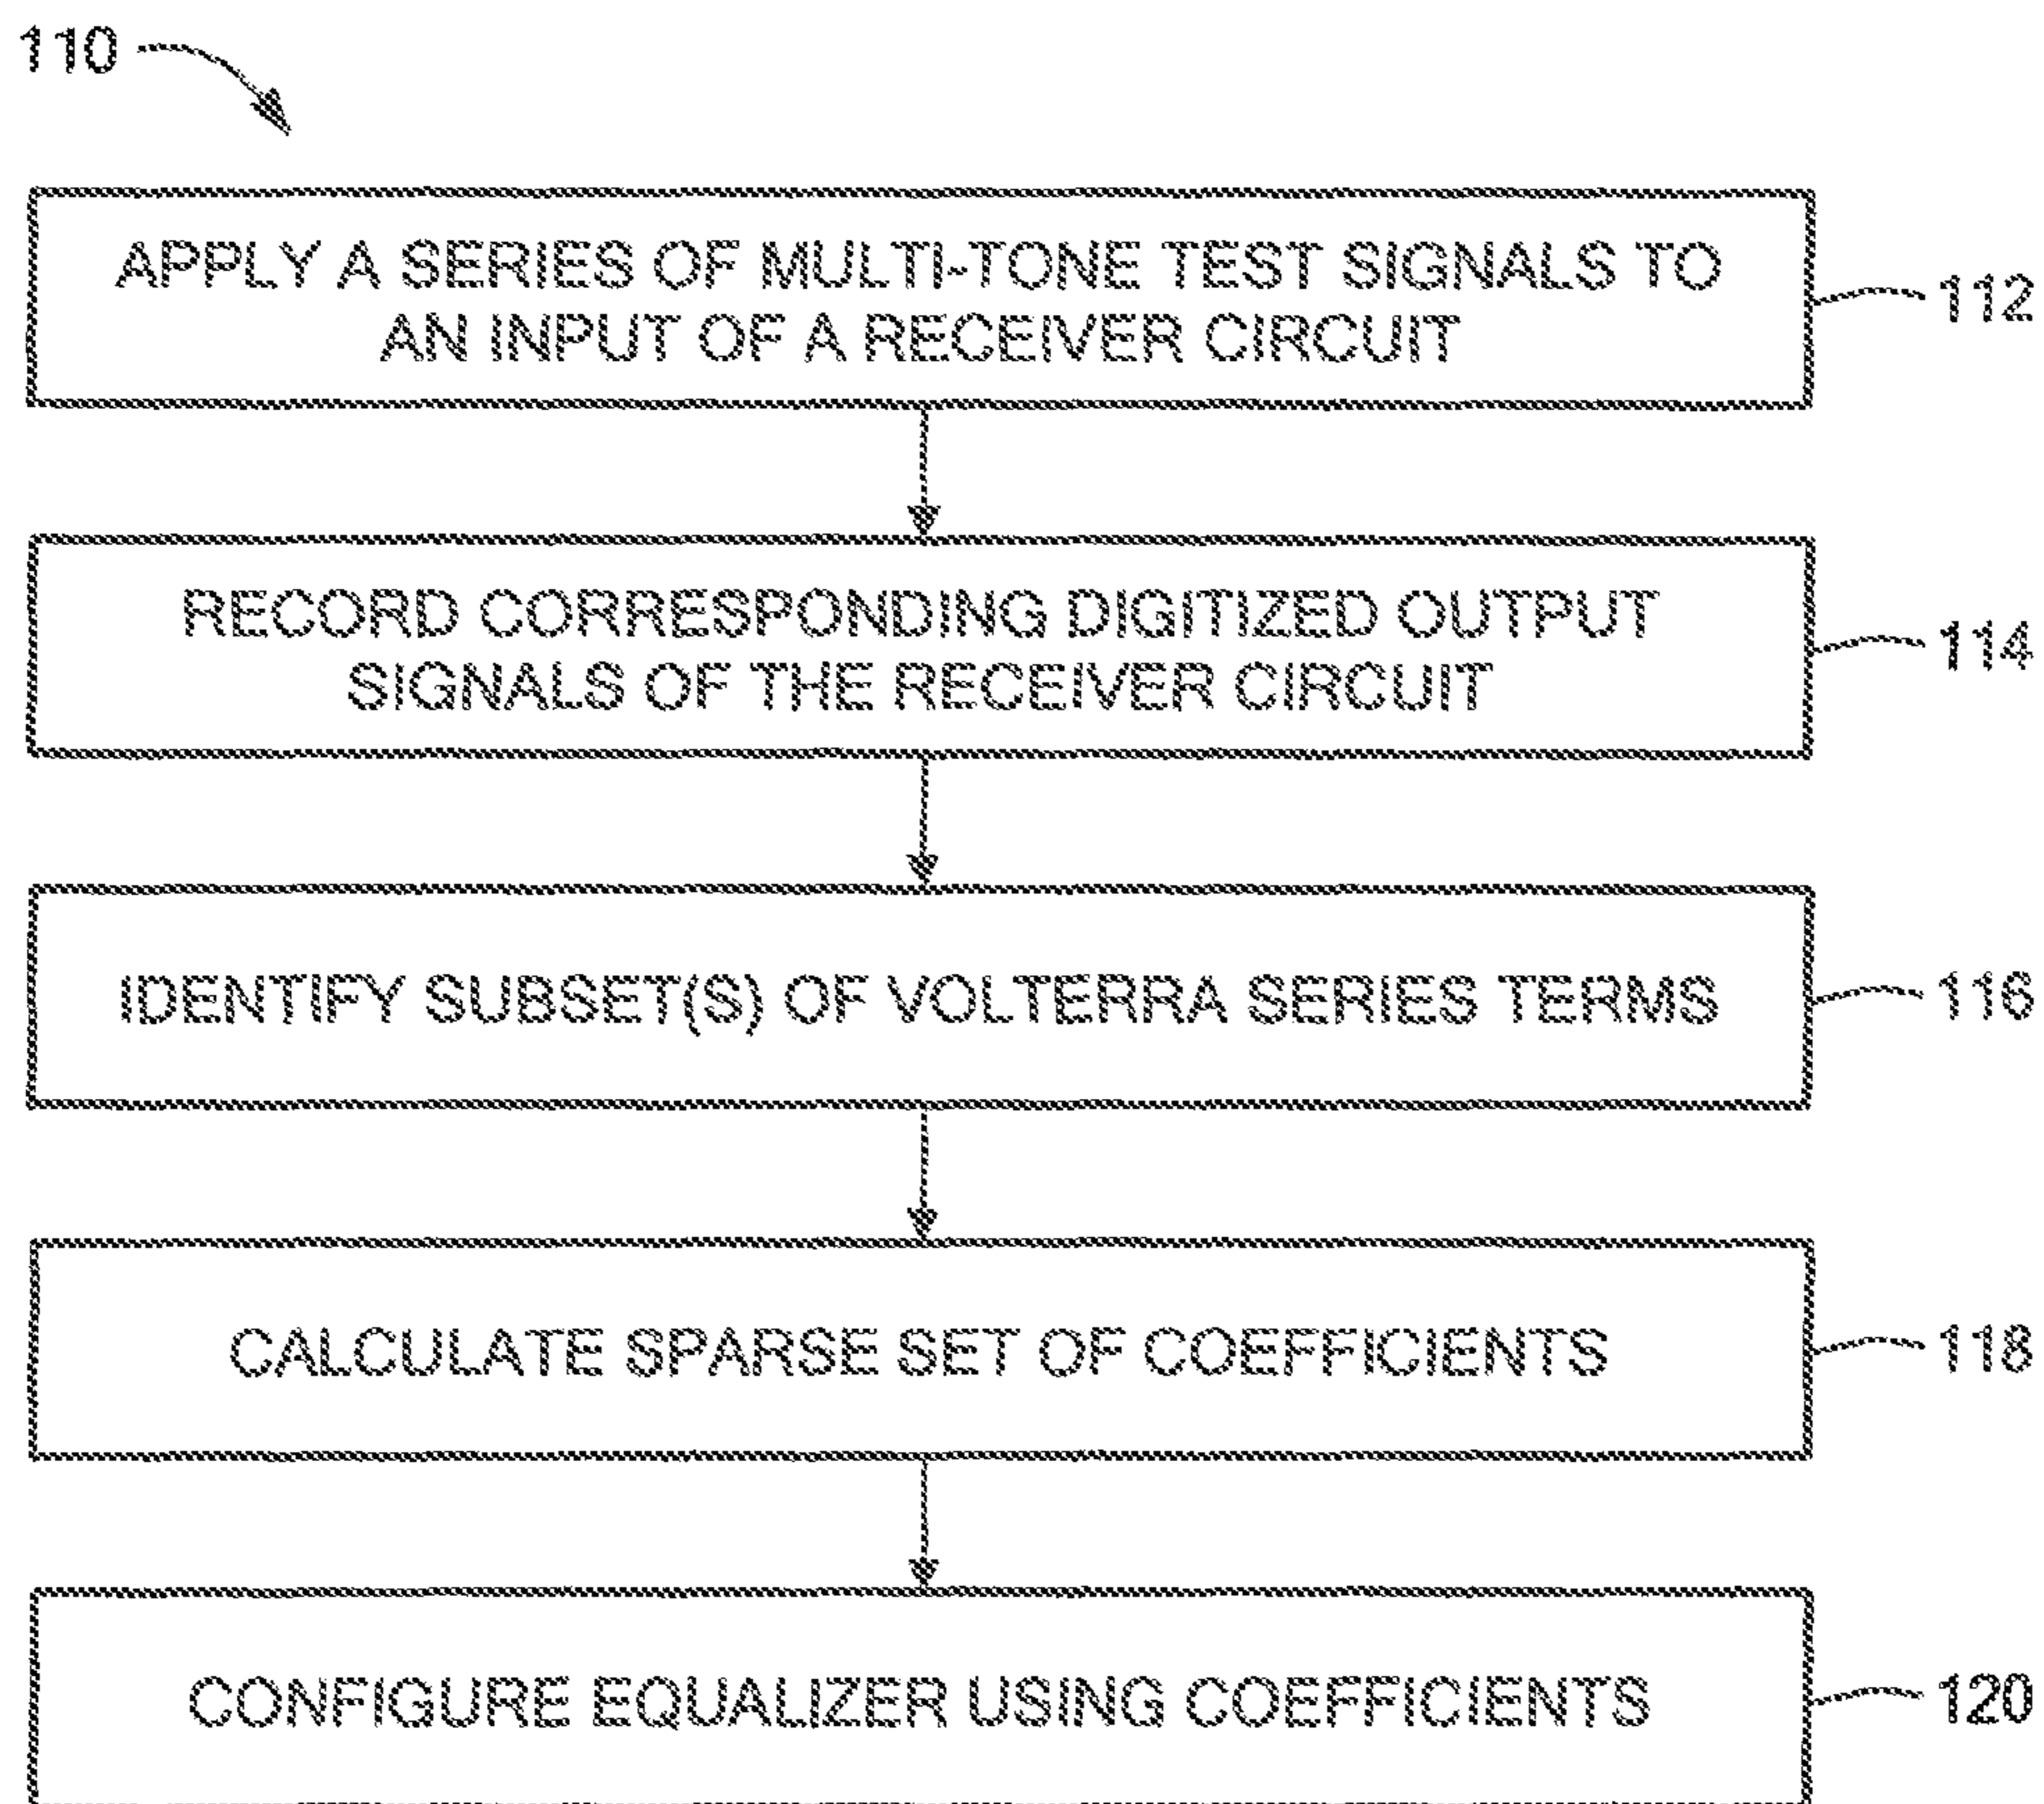 110
APPLY A SERIES OF MULTI-TONE TEST SIGNALS TO
AN INPUT OF A RECEIVER CIRCUIT
112
RECORD CORRESPONDING DIGITIZED OUTPUT
SIGNALS OF THE RECEIVER CIRCUIT
114
IDENTIFY SUBSET(S) OF VOLTERRA SERIES TERMS
116
CALCULATE SPARSE SET OF COEFFICIENTS
118
CONFIGURE EQUALIZER USING COEFFICIENTS
120